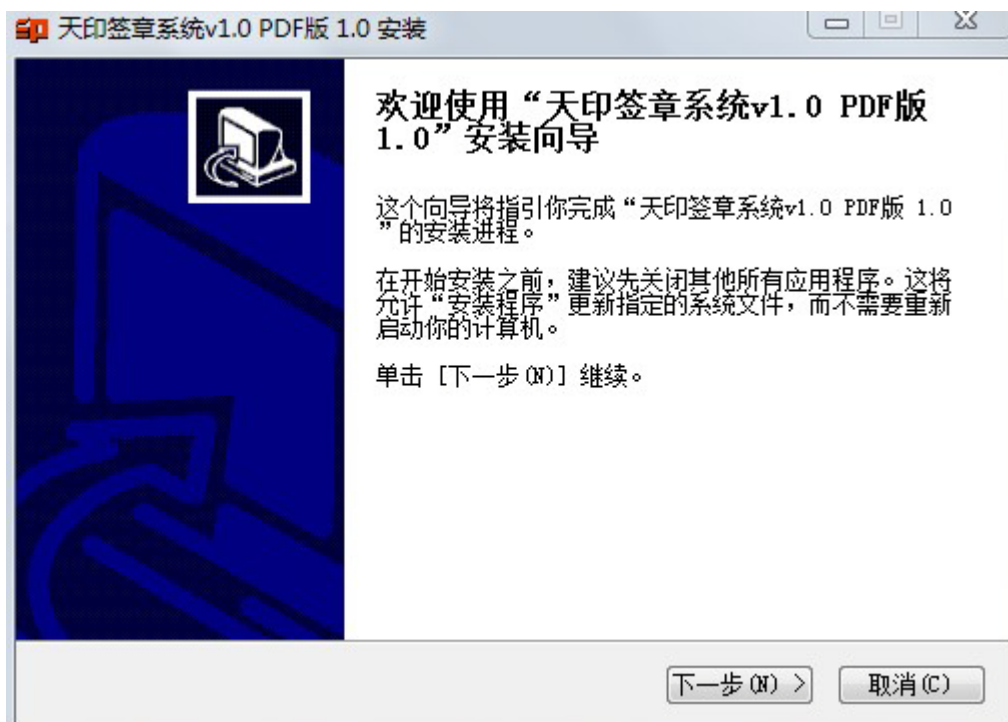 天印签章系统v1.0 PDF版 1.0 安装
欢迎使用“天印签章系统v1.0 PDF版
1.0”安装向导
这个向导将指引你完成“天印签章系统v1.0 PDF版 1.0
”的安装进程。
在开始安装之前，建议先关闭其他所有应用程序。这将
允许“安装程序”更新指定的系统文件，而不需要重新
启动你的计算机。
单击 [下一步(N)] 继续。
下一步(N) >
取消(C)